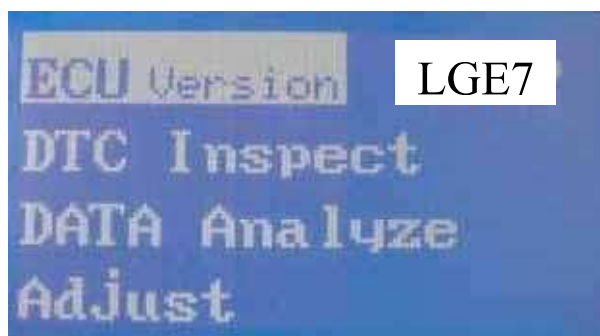 ECU Version LGE7
DTC Inspect
DATA Analyze
Adjust